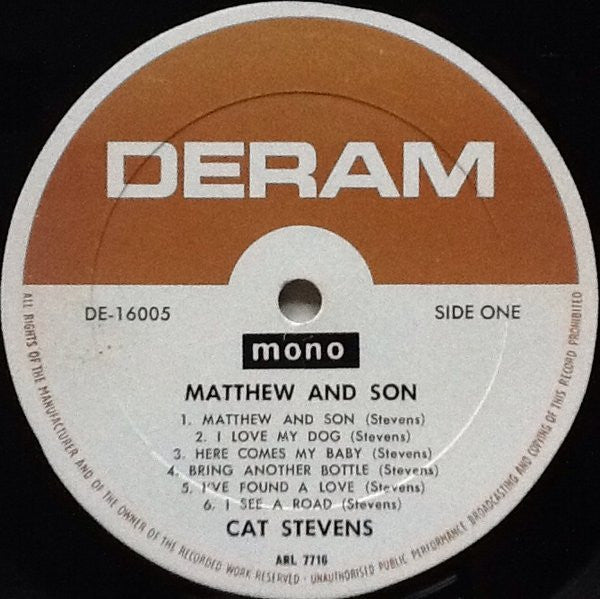 DERAM
DE-16005
SIDE ONE
mono
MATTHEW AND SON
1. MATTHEW AND SON (Stevens)
2. I LOVE MY DOG (Stevens)
3. HERE COMES MY BABY (Stevens)
4. BRING ANOTHER BOTTLE (Stevens)
5. I'VE FOUND A LOVE (Stevens)
6. I SEE A ROAD (Stevens)
CAT STEVENS
ARL 7716
ALL RIGHTS OF THE MANUFACTURER AND OF THE OWNER OF THE RECORDED WORK RESERVED · UNAUTHORISED PUBLIC PERFORMANCE BROADCASTING AND COPYING OF THIS RECORD PROHIBITED